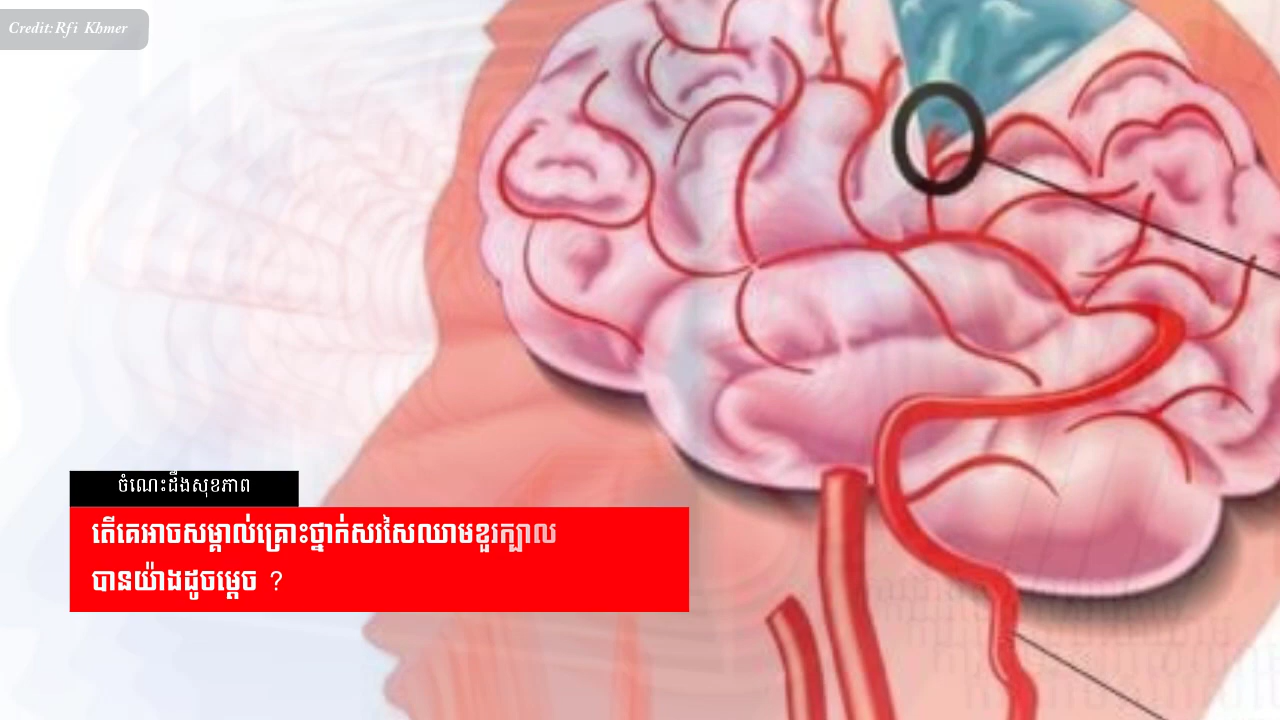 Credit:Rfi Khmer
ចំណេះដឹងសុខភាព
តើគេអាចសម្គាល់គ្រោះថ្នាក់សរសៃឈាមខួរក្បាល
បានយ៉ាងដូចម្តេច ?